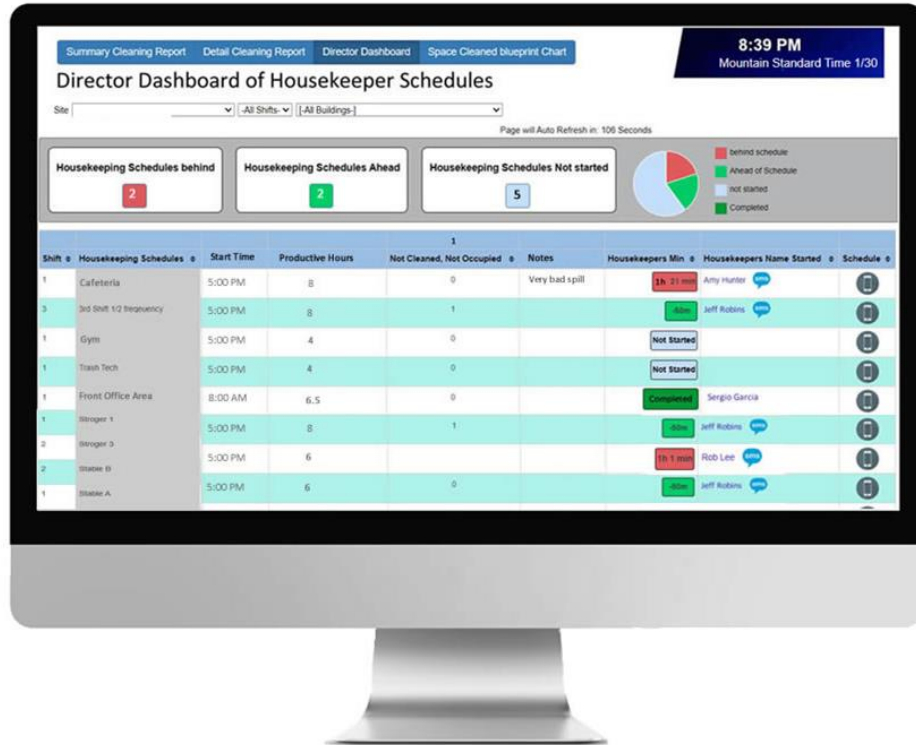 Summary Cleaning Report Detail Cleaning Report Director Dashboard Space Cleaned blueprint Chart
8:39 PM
Mountain Standard Time 1/30
Director Dashboard of Housekeeper Schedules
Site -All Shifts- [-All Buildings-]
Page will Auto Refresh in: 106 Seconds
Housekeeping Schedules behind
2
Housekeeping Schedules Ahead
2
Housekeeping Schedules Not started
5
behind schedule
Ahead of Schedule
not started
Completed
1
Shift Housekeeping Schedules Start Time Productive Hours Not Cleaned, Not Occupied Notes Housekeepers Min Housekeepers Name Started Schedule
1 Cafeteria 5:00 PM 8 0 Very bad spill 1h 21 min Amy Hunter sms
3 3rd Shift 1/2 5:00 PM 8 1 -60m Jeff Robins sms
1 Gym 5:00 PM 4 0 Not Started
1 Trash Tech 5:00 PM 4 0 Not Started
1 Front Office Area 8:00 AM 6.5 0 Completed Sergio Garcia
1 Stroger 1 5:00 PM 8 1 -60m Jeff Robins sms
2 Stroger 3 5:00 PM 6 1h 1 min Rob Lee sms
2 Stable B
1 Stable A 5:00 PM 6 0 -60m Jeff Robins sms